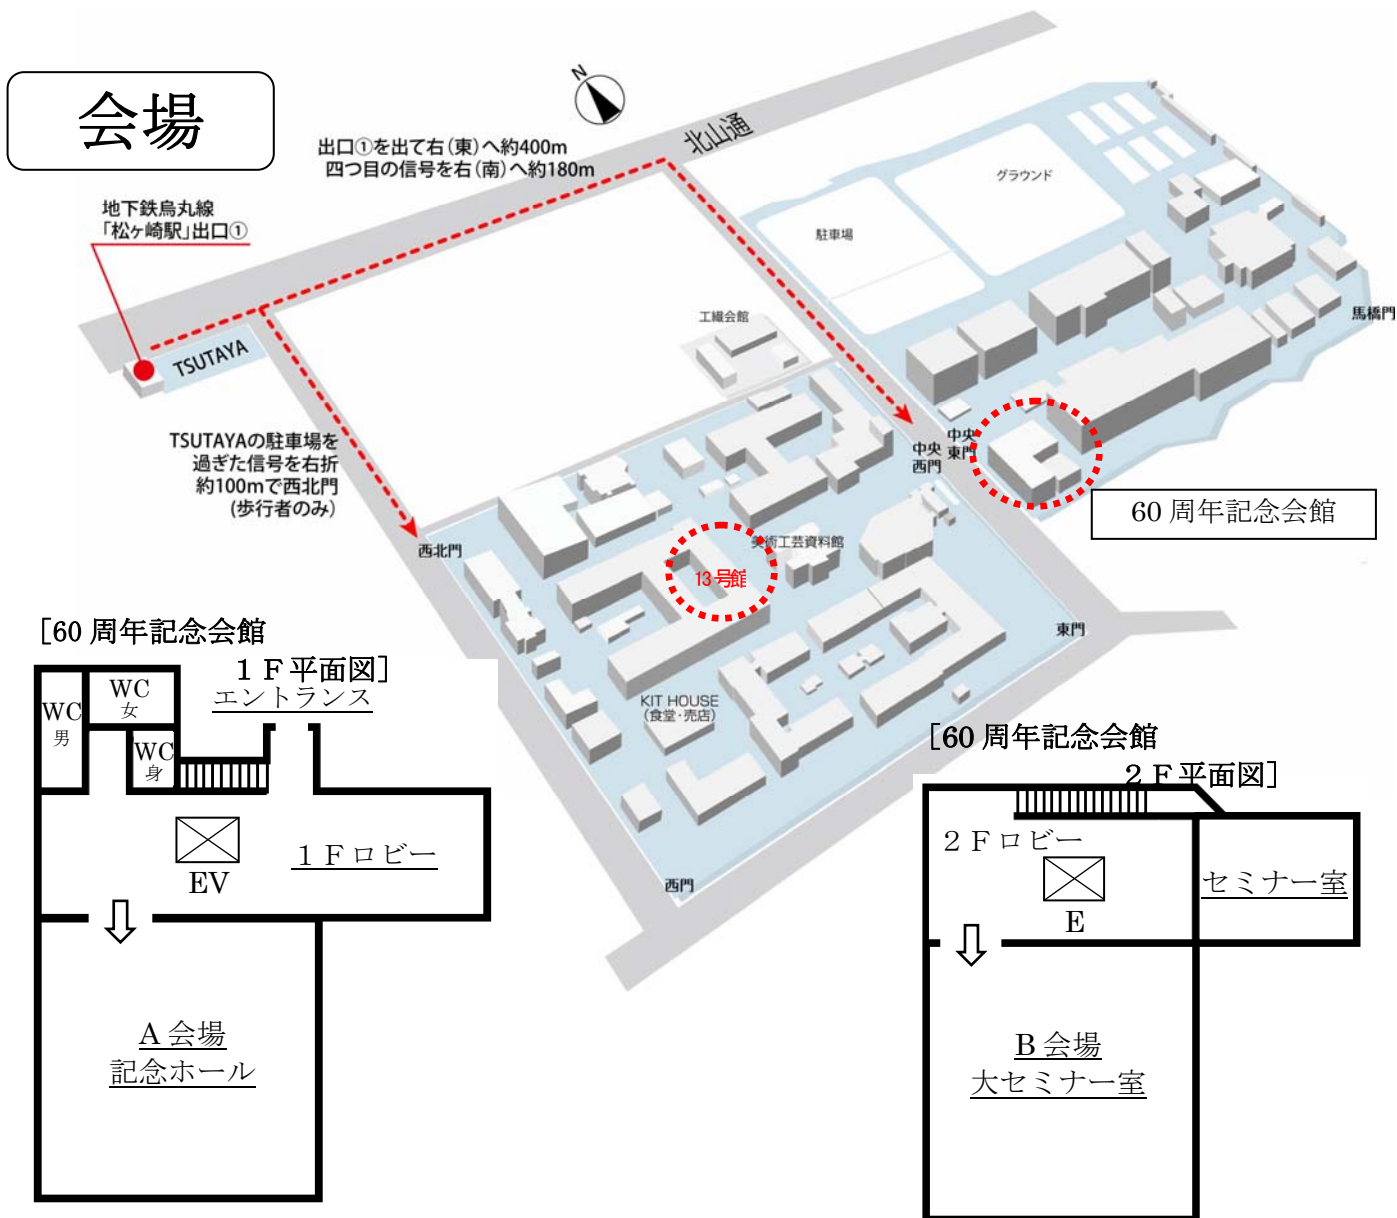 会場
N
出口①を出て右(東)へ約400m
四つ目の信号を右(南)へ約180m
北山通
地下鉄烏丸線
「松ヶ崎駅」出口①
グラウンド
駐車場
馬橋門
工繊会館
TSUTAYA
TSUTAYAの駐車場を
過ぎた信号を右折
約100mで西北門
(歩行者のみ)
中央
東門
中央
西門
60 周年記念会館
西北門
美術工芸資料館
13号館
東門
KIT HOUSE
(食堂・売店)
西門
[60 周年記念会館
1F平面図]
エントランス
WC
女
WC
男
WC
身
1Fロビー
EV
A 会場
記念ホール
[60 周年記念会館
2F平面図]
2Fロビー
E
セミナー室
B 会場
大セミナー室